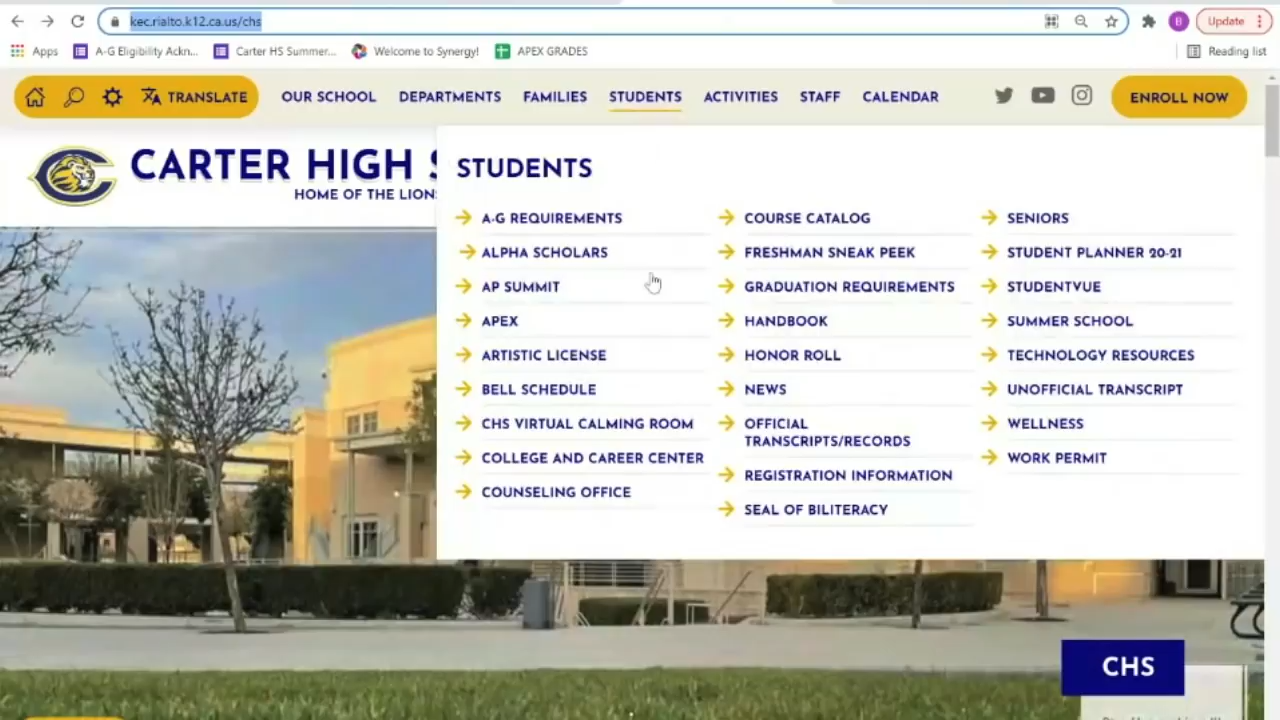 kec.rialto.k12.ca.us/chs
B
Update
Apps
A-G Eligibility Ackn...
Carter HS Summer...
Welcome to Synergy!
APEX GRADES
Reading list
TRANSLATE
OUR SCHOOL
DEPARTMENTS
FAMILIES
STUDENTS
ACTIVITIES
STAFF
CALENDAR
ENROLL NOW
CARTER HIGH
HOME OF THE LION
STUDENTS
A-G REQUIREMENTS
ALPHA SCHOLARS
AP SUMMIT
APEX
ARTISTIC LICENSE
BELL SCHEDULE
CHS VIRTUAL CALMING ROOM
COLLEGE AND CAREER CENTER
COUNSELING OFFICE
COURSE CATALOG
FRESHMAN SNEAK PEEK
GRADUATION REQUIREMENTS
HANDBOOK
HONOR ROLL
NEWS
OFFICIAL
TRANSCRIPTS/RECORDS
REGISTRATION INFORMATION
SEAL OF BILITERACY
SENIORS
STUDENT PLANNER 20-21
STUDENTVUE
SUMMER SCHOOL
TECHNOLOGY RESOURCES
UNOFFICIAL TRANSCRIPT
WELLNESS
WORK PERMIT
CHS